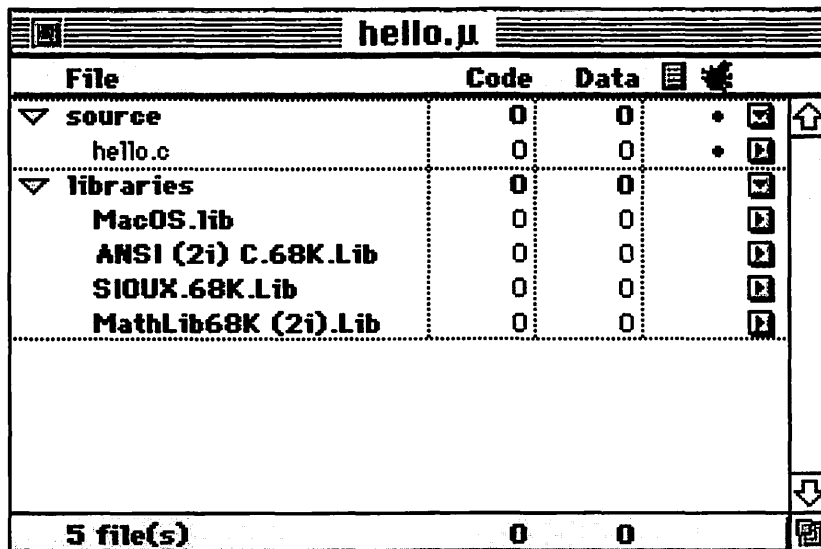 hello.µ
File Code Data
source 0 0 •
hello.c 0 0 •
libraries 0 0
MacOS.lib 0 0
ANSI (2i) C.68K.Lib 0 0
SIOUX.68K.Lib 0 0
MathLib68K (2i).Lib 0 0
5 file(s) 0 0